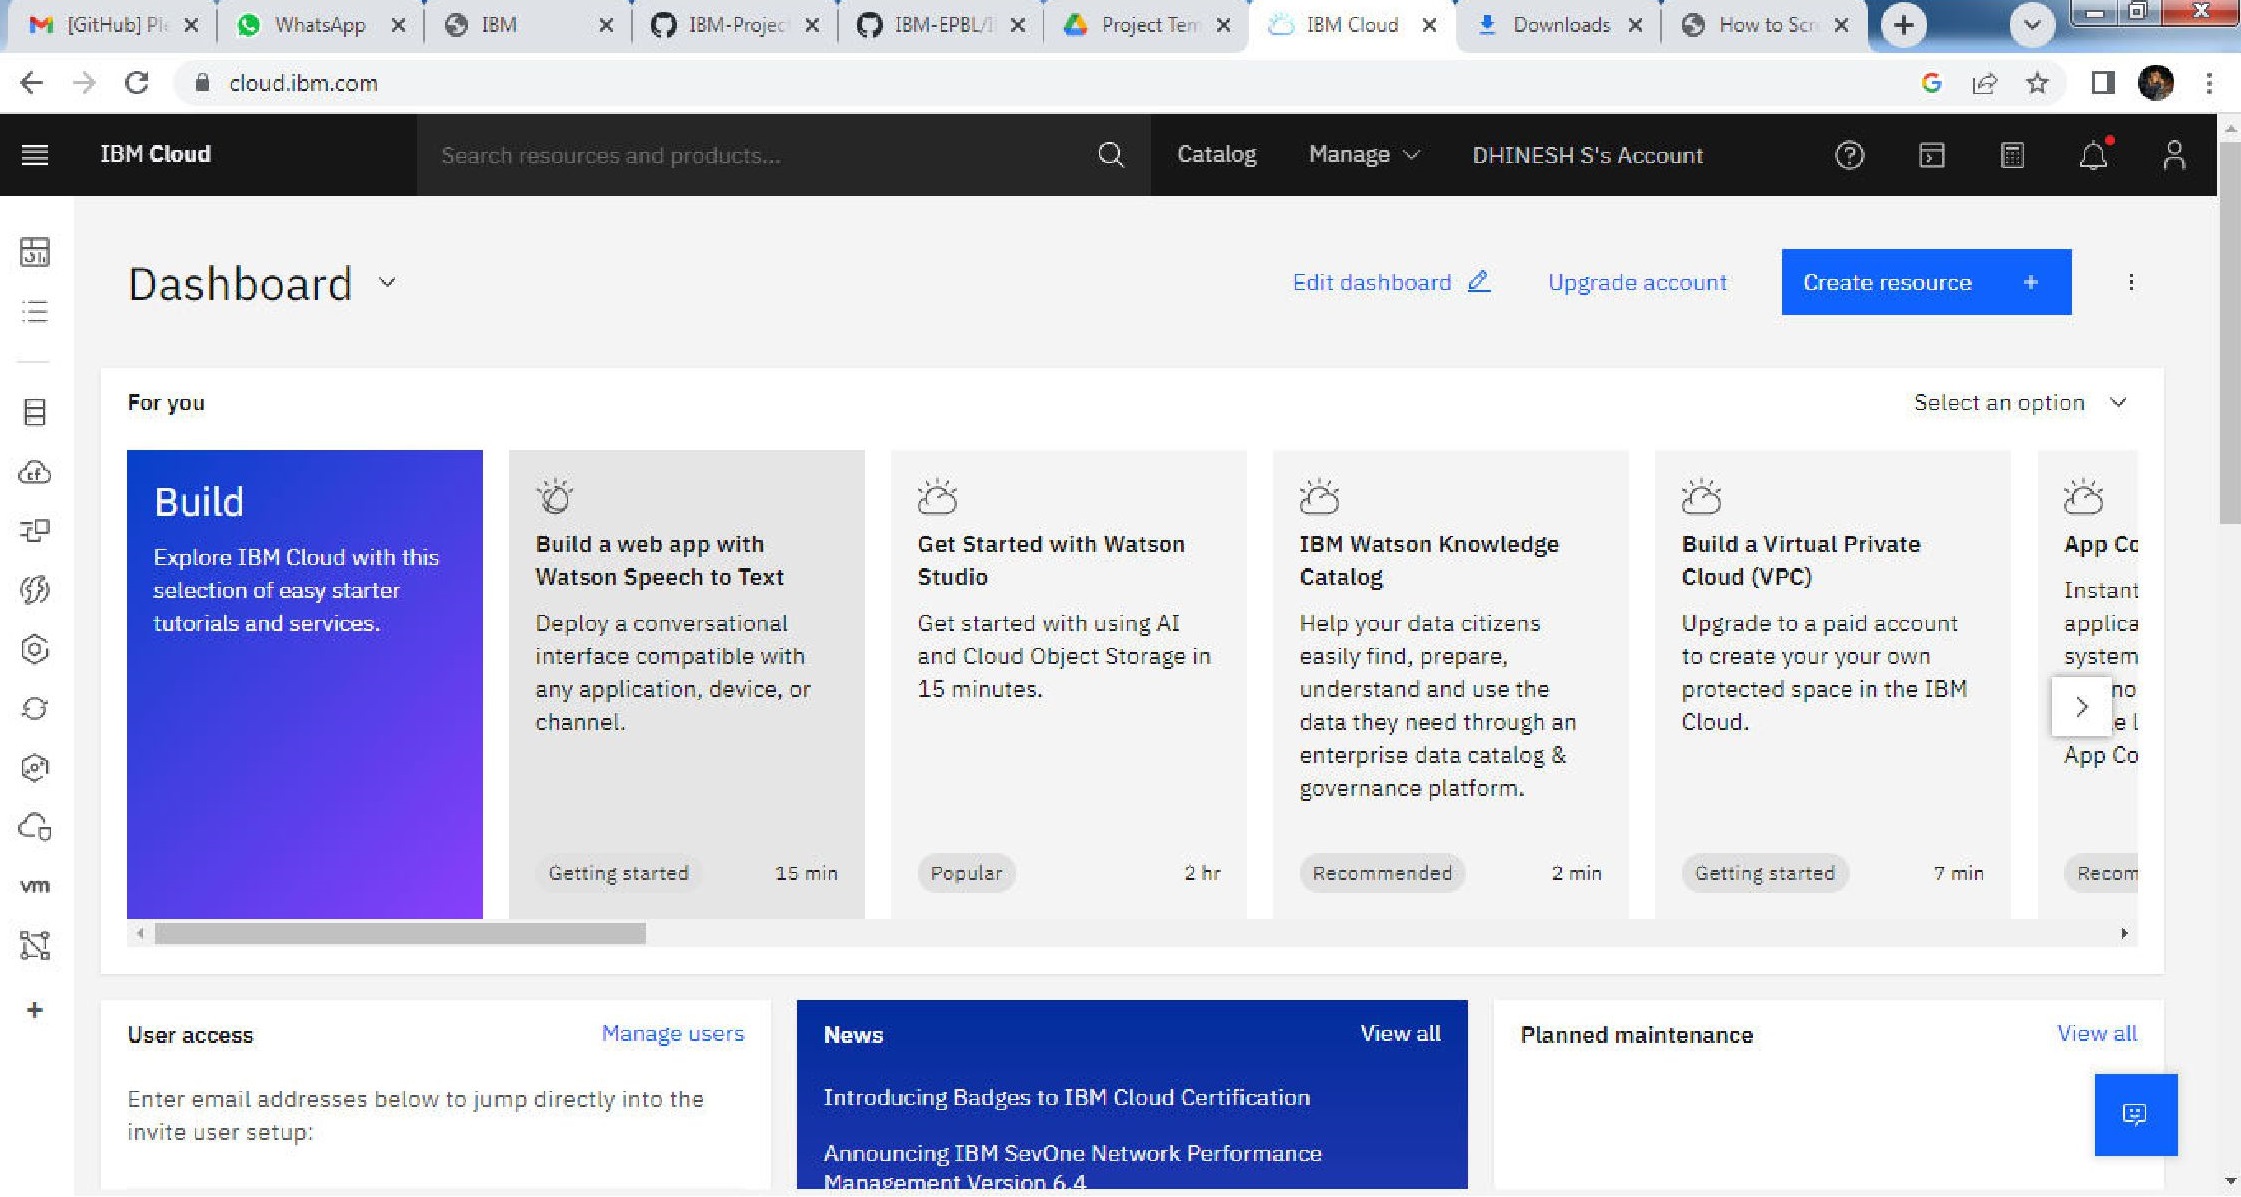 [GitHub] Ple
WhatsApp
IBM
IBM-Project
IBM-EPBL/I
Project Tem
IBM Cloud
Downloads
How to Scr
cloud.ibm.com
IBM Cloud
Search resources and products...
Catalog
Manage
DHINESH S's Account
Dashboard
Edit dashboard
Upgrade account
Create resource +
For you
Select an option
Build
Explore IBM Cloud with this
selection of easy starter
tutorials and services.
Build a web app with
Watson Speech to Text
Deploy a conversational
interface compatible with
any application, device, or
channel.
Getting started
15 min
Get Started with Watson
Studio
Get started with using AI
and Cloud Object Storage in
15 minutes.
Popular
2 hr
IBM Watson Knowledge
Catalog
Help your data citizens
easily find, prepare,
understand and use the
data they need through an
enterprise data catalog &
governance platform.
Recommended
2 min
Build a Virtual Private
Cloud (VPC)
Upgrade to a paid account
to create your your own
protected space in the IBM
Cloud.
Getting started
7 min
App Co
Instant
applica
system
no
e l
App Co
Recom
cf
vm
User access
Manage users
Enter email addresses below to jump directly into the
invite user setup:
News
View all
Introducing Badges to IBM Cloud Certification
Announcing IBM SevOne Network Performance
Management Version 6.4
Planned maintenance
View all